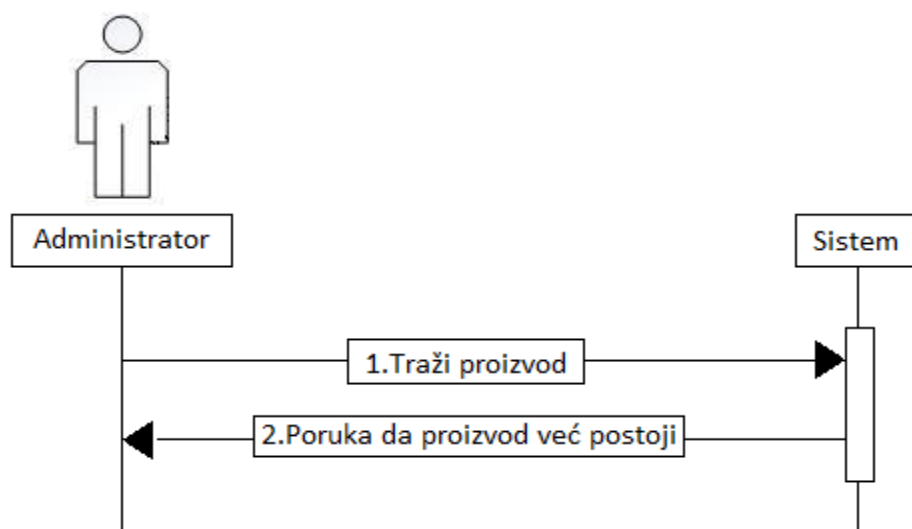 Administrator
Sistem
1.Traži proizvod
2.Poruka da proizvod već postoji